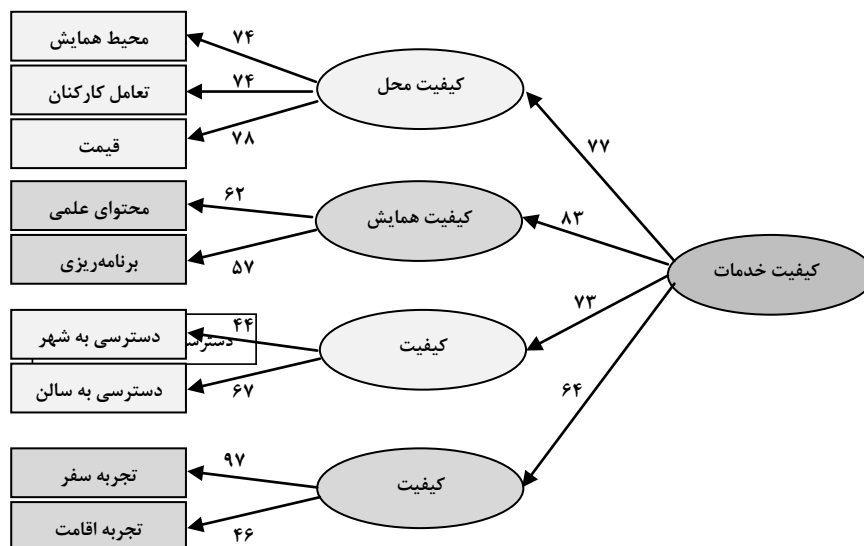 محیط همایش
۷۴
تعامل کارکنان
۷۴
کیفیت محل
قیمت
۷۸
۷۷
محتوای علمی
۶۲
کیفیت همایش
۸۳
برنامه‌ریزی
۵۷
کیفیت خدمات
دسترسی به شهر
۴۴
کیفیت
۷۳
دسترسی به سالن
۶۷
۶۴
تجربه سفر
۹۷
کیفیت
تجربه اقامت
۴۶